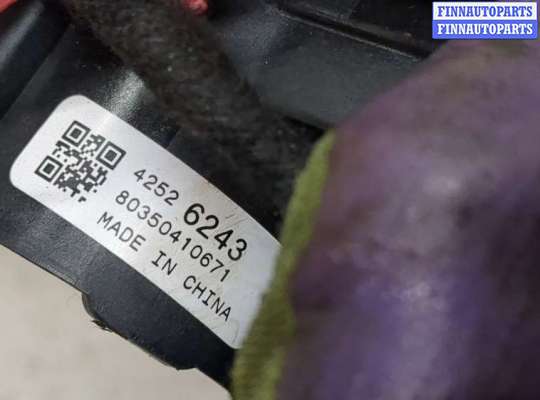 FINNAUTOPARTS
FINNAUTOPARTS
4252 6243
80350410671
MADE IN CHINA